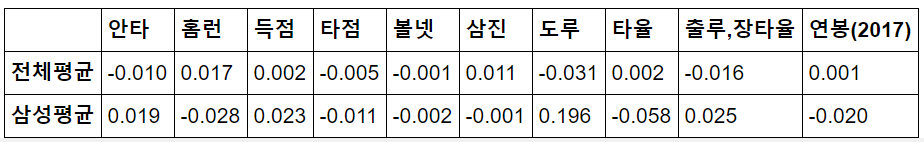 안타 홈런 득점 타점 볼넷 삼진 도루 타율 출루,장타율 연봉(2017)
전체평균 -0.010 0.017 0.002 -0.005 -0.001 0.011 -0.031 0.002 -0.016 0.001
삼성평균 0.019 -0.028 0.023 -0.011 -0.002 -0.001 0.196 -0.058 0.025 -0.020